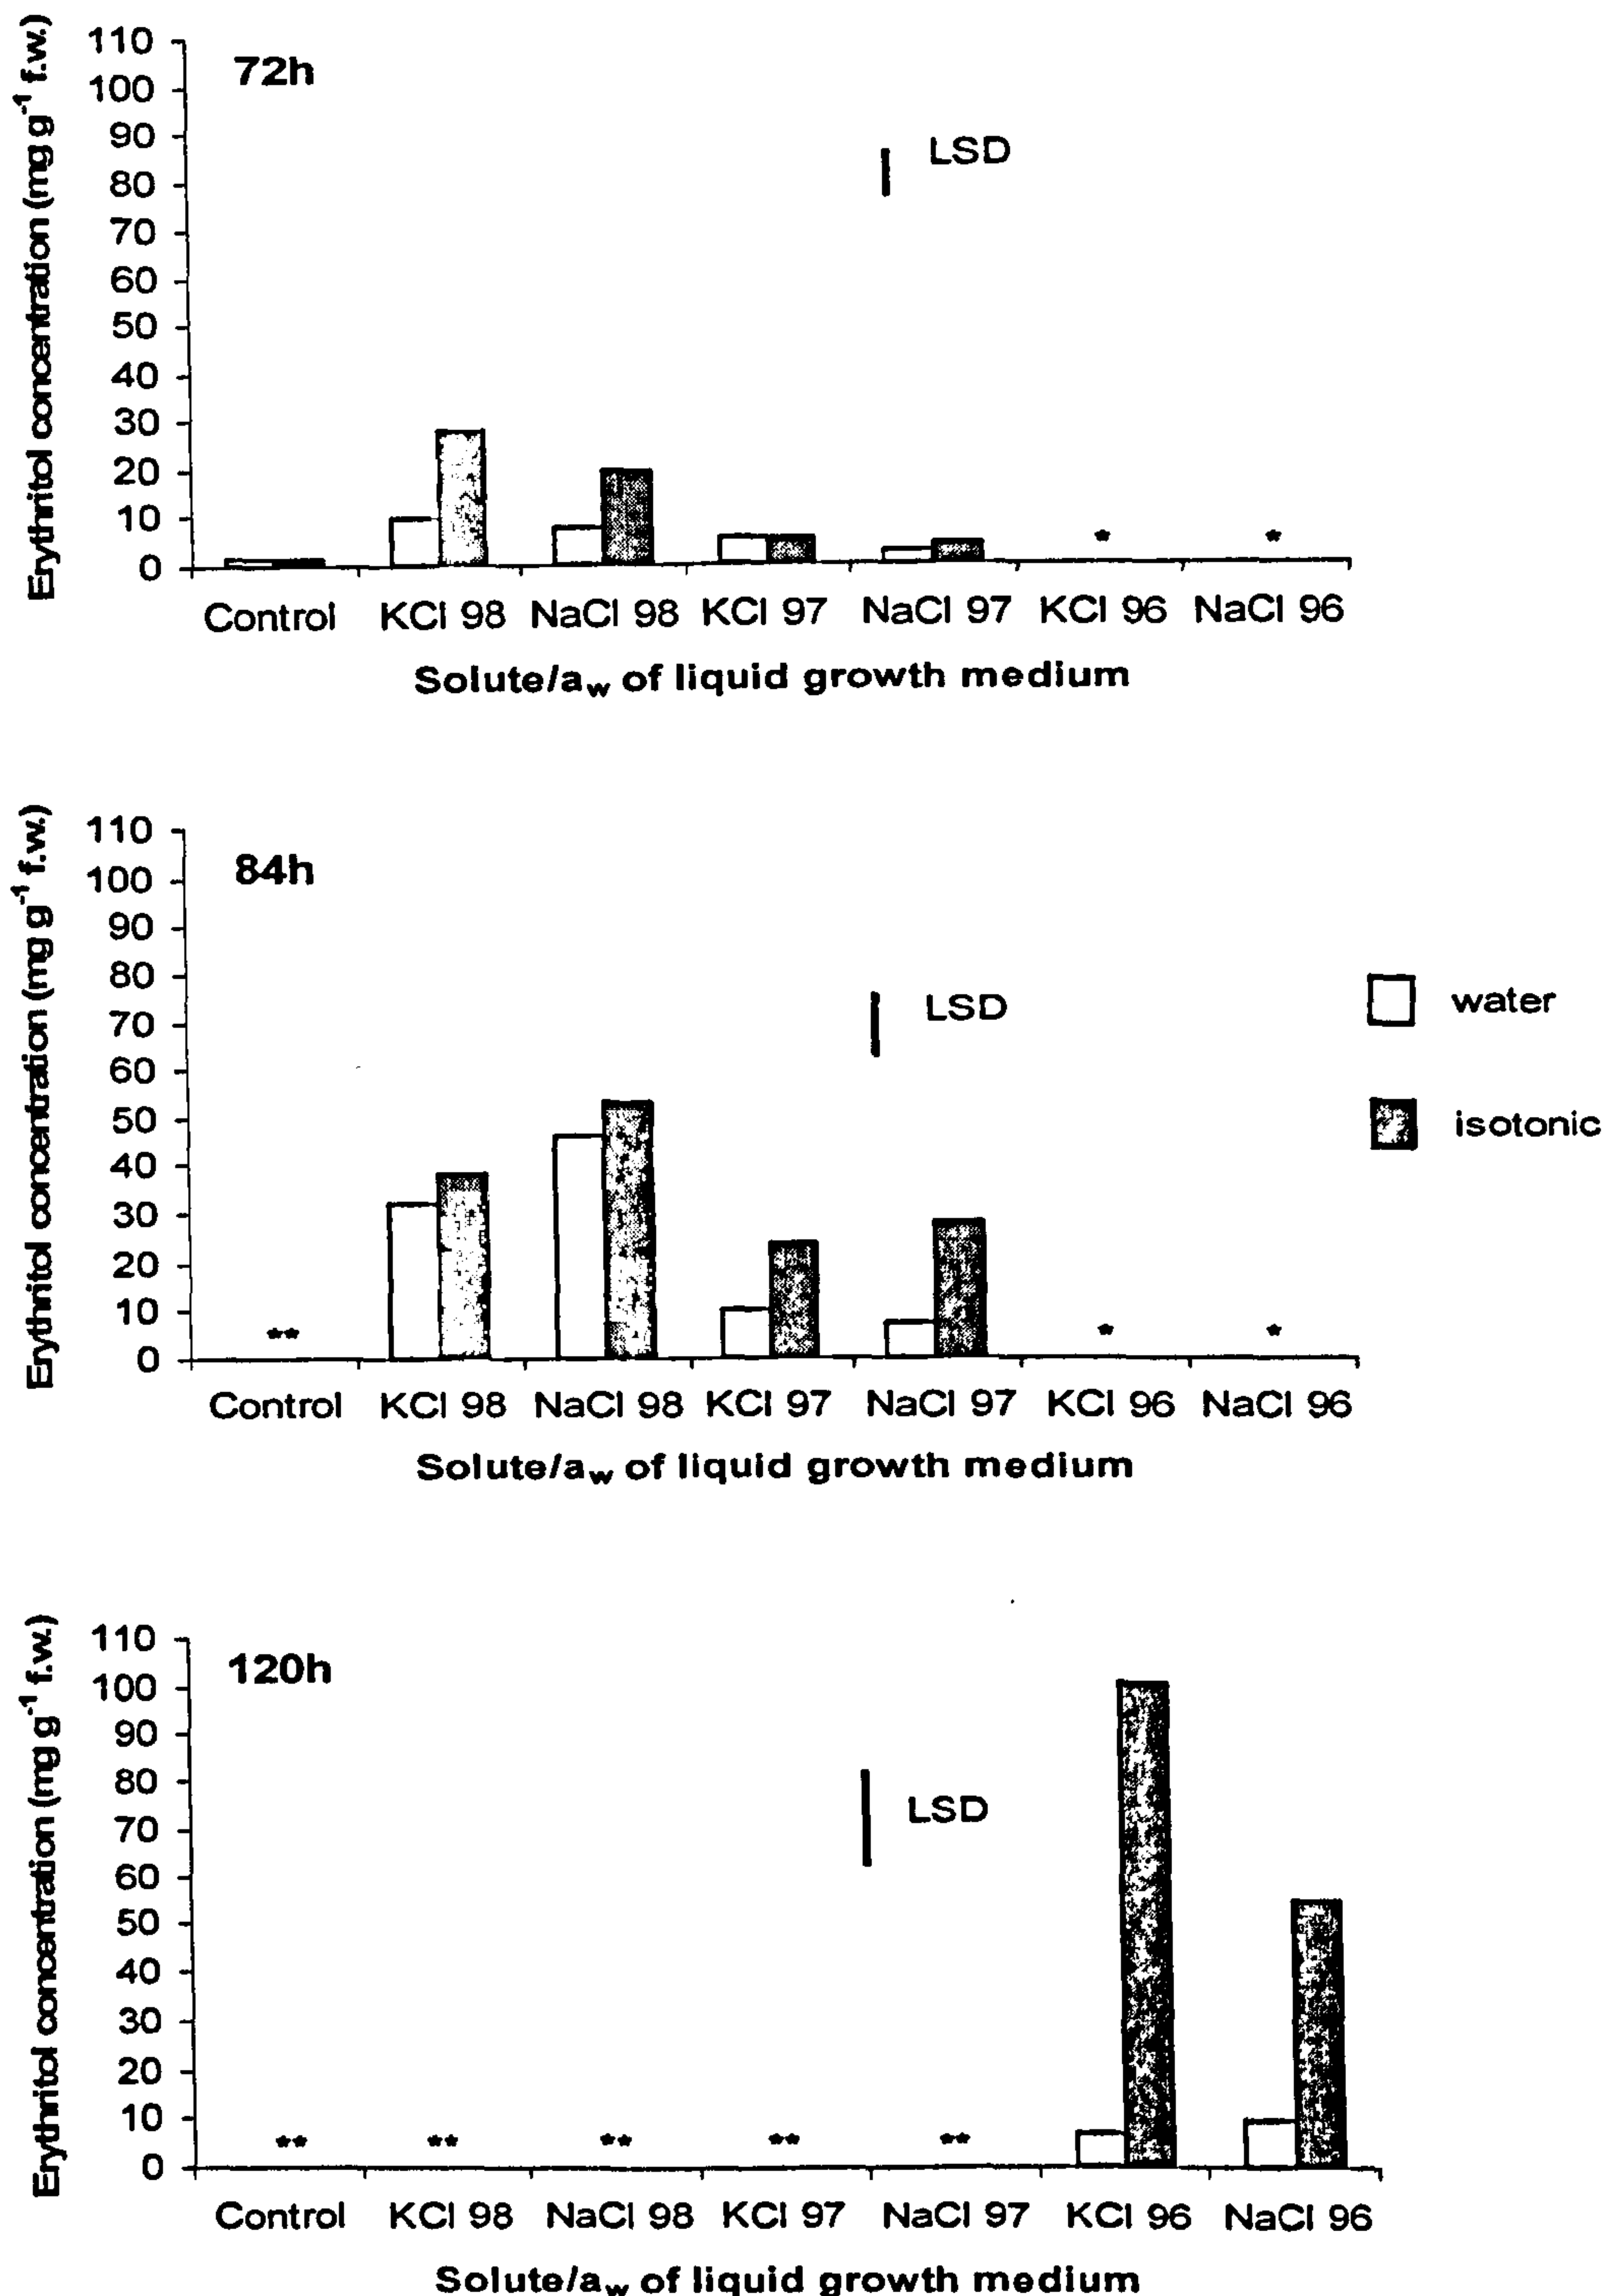 Erythritol concentration (mg g⁻¹ f.w.)
110
100
90
80
70
60
50
40
30
20
10
0
72h
LSD
*
*
Control KCl 98 NaCl 98 KCl 97 NaCl 97 KCl 96 NaCl 96
Solute/aw of liquid growth medium
Erythritol concentration (mg g⁻¹ f.w.)
110
100
90
80
70
60
50
40
30
20
10
0
84h
LSD
**
*
*
Control KCl 98 NaCl 98 KCl 97 NaCl 97 KCl 96 NaCl 96
Solute/aw of liquid growth medium
water
isotonic
Erythritol concentration (mg g⁻¹ f.w.)
110
100
90
80
70
60
50
40
30
20
10
0
120h
LSD
**
**
**
**
**
Control KCl 98 NaCl 98 KCl 97 NaCl 97 KCl 96 NaCl 96
Solute/aw of liquid growth medium